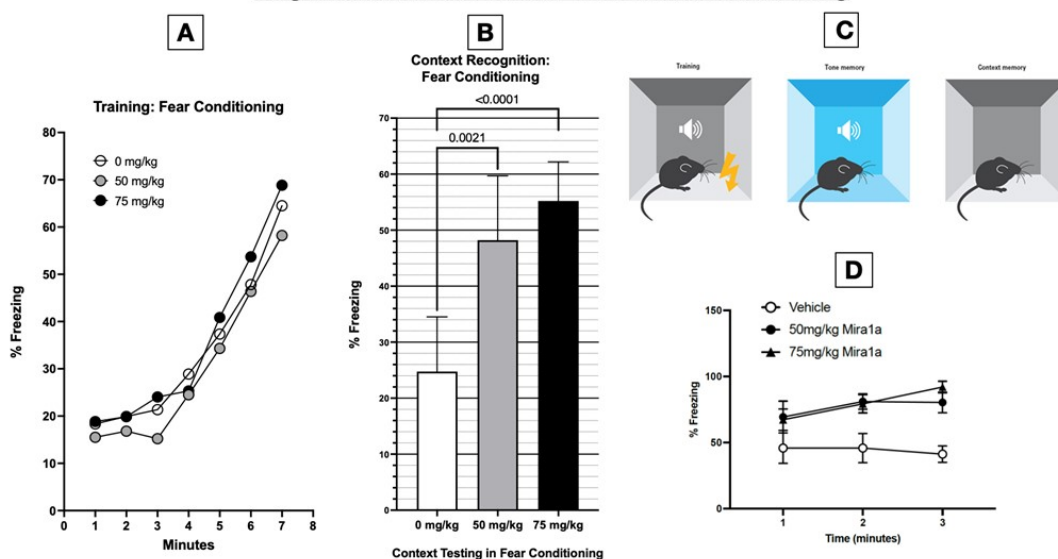 A
Training: Fear Conditioning
0 mg/kg
50 mg/kg
75 mg/kg
% Freezing
80
70
60
50
40
30
20
10
0
0 1 2 3 4 5 6 7 8
Minutes
B
Context Recognition:
Fear Conditioning
<0.0001
0.0021
% Freezing
70
60
50
40
30
20
10
0
0 mg/kg 50 mg/kg 75 mg/kg
Context Testing in Fear Conditioning
C
Training Tone memory Context memory
D
Vehicle
50mg/kg Mira1a
75mg/kg Mira1a
% Freezing
150
100
50
0
1 2 3
Time (minutes)